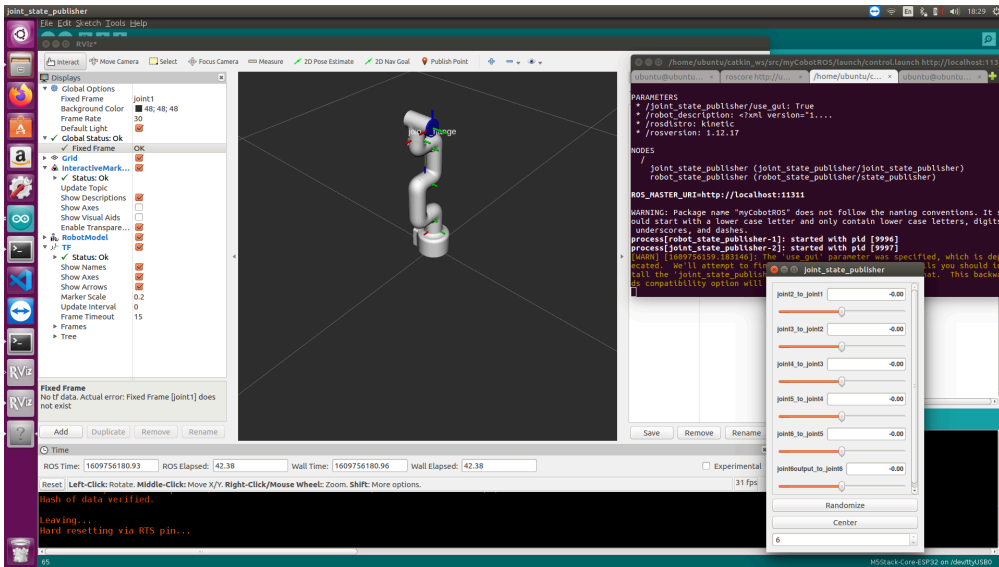 joint_state_publisher
En
18:29
File Edit Sketch Tools Help
RViz*
Interact
Move Camera
Select
Focus Camera
Measure
2D Pose Estimate
2D Nav Goal
Publish Point
Displays
Global Options
Fixed Frame joint1
Background Color 48; 48; 48
Frame Rate 30
Default Light
Global Status: Ok
Fixed Frame OK
Grid
InteractiveMark...
Status: Ok
Update Topic
Show Descriptions
Show Axes
Show Visual Aids
Enable Transpare...
RobotModel
TF
Status: Ok
Show Names
Show Axes
Show Arrows
Marker Scale 0.2
Update Interval 0
Frame Timeout 15
Frames
Tree
Fixed Frame
No tf data. Actual error: Fixed Frame [joint1] does
not exist
Add Duplicate Remove Rename
/home/ubuntu/catkin_ws/src/myCobotROS/launch/control.launch http://localhost:113
ubuntu@ubuntu... roscore http://u... /home/ubuntu/c... ubuntu@ubuntu...
PARAMETERS
* /joint_state_publisher/use_gui: True
* /robot_description: <?xml version="1....
* /rosdistro: kinetic
* /rosversion: 1.12.17
NODES
/
joint_state_publisher (joint_state_publisher/joint_state_publisher)
robot_state_publisher (robot_state_publisher/state_publisher)
ROS_MASTER_URI=http://localhost:11311
WARNING: Package name "myCobotROS" does not follow the naming conventions. It s
ould start with a lower case letter and only contain lower case letters, digits
underscores, and dashes.
process[robot_state_publisher-1]: started with pid [9996]
process[joint_state_publisher-2]: started with pid [9997]
[WARN] [1609756159.183146]: The 'use_gui' parameter was specified, which is dep
ecated. We'll attempt to fin ls you should in
tall the 'joint_state_publish at. This backwa
ds compatibility option will
joint_state_publisher
joint2_to_joint1 -0.00
joint3_to_joint2 -0.00
joint4_to_joint3 -0.00
joint5_to_joint4 -0.00
joint6_to_joint5 -0.00
joint6output_to_joint6 -0.00
Randomize
Center
6
Save Remove Rename
Time
ROS Time: 1609756180.93 ROS Elapsed: 42.38 Wall Time: 1609756180.96 Wall Elapsed: 42.38 Experimental
Reset Left-Click: Rotate. Middle-Click: Move X/Y. Right-Click/Mouse Wheel: Zoom. Shift: More options. 31 fps
Hash of data verified.
Leaving...
Hard resetting via RTS pin...
65
M5Stack-Core-ESP32 on /dev/ttyUSB0
RViz
RViz